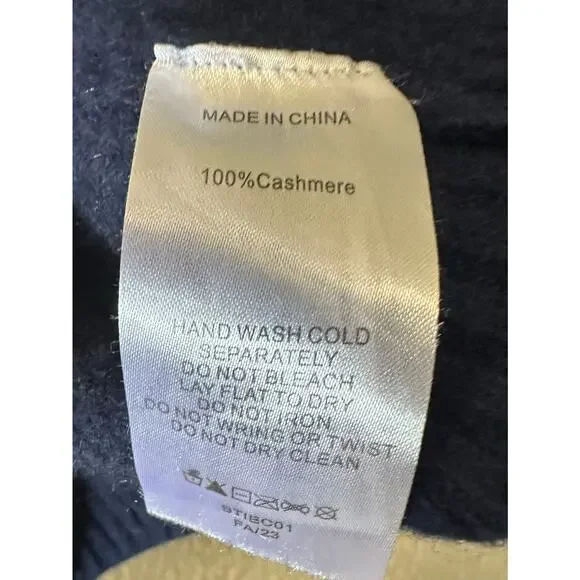 MADE IN CHINA
100%Cashmere
HAND WASH COLD
SEPARATELY
DO NOT BLEACH
LAY FLAT TO DRY
DO NOT IRON
DO NOT WRING OR TWIST
DO NOT DRY CLEAN
STIBC01
FA/23